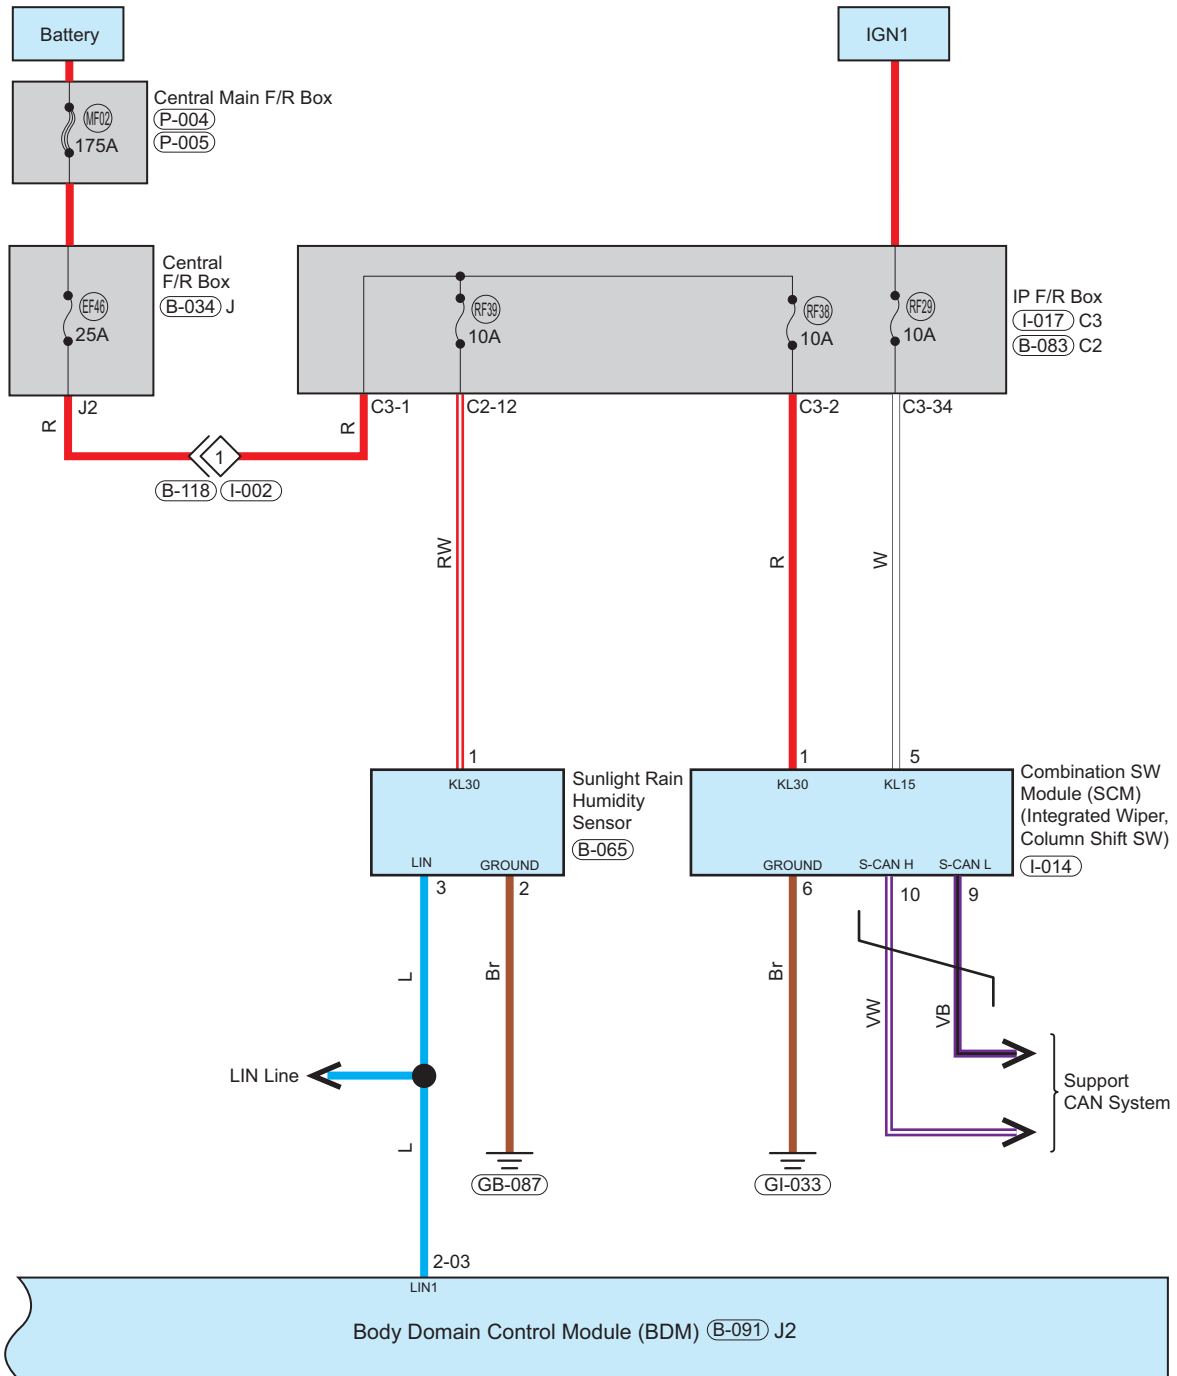 Battery
IGN1
Central Main F/R Box
P-004
P-005
MF02
175A
Central
F/R Box
B-034 J
EF46
25A
RF39
10A
RF38
10A
RF29
10A
IP F/R Box
I-017 C3
B-083 C2
J2
C3-1
C2-12
C3-2
C3-34
R
R
1
B-118 I-002
RW
R
W
1
1
5
KL30
KL30
KL15
Sunlight Rain
Humidity
Sensor
B-065
Combination SW
Module (SCM)
(Integrated Wiper,
Column Shift SW)
I-014
LIN
GROUND
GROUND
S-CAN H
S-CAN L
3
2
6
10
9
L
Br
Br
VW
VB
LIN Line
Support
CAN System
L
GB-087
GI-033
2-03
LIN1
Body Domain Control Module (BDM) B-091 J2